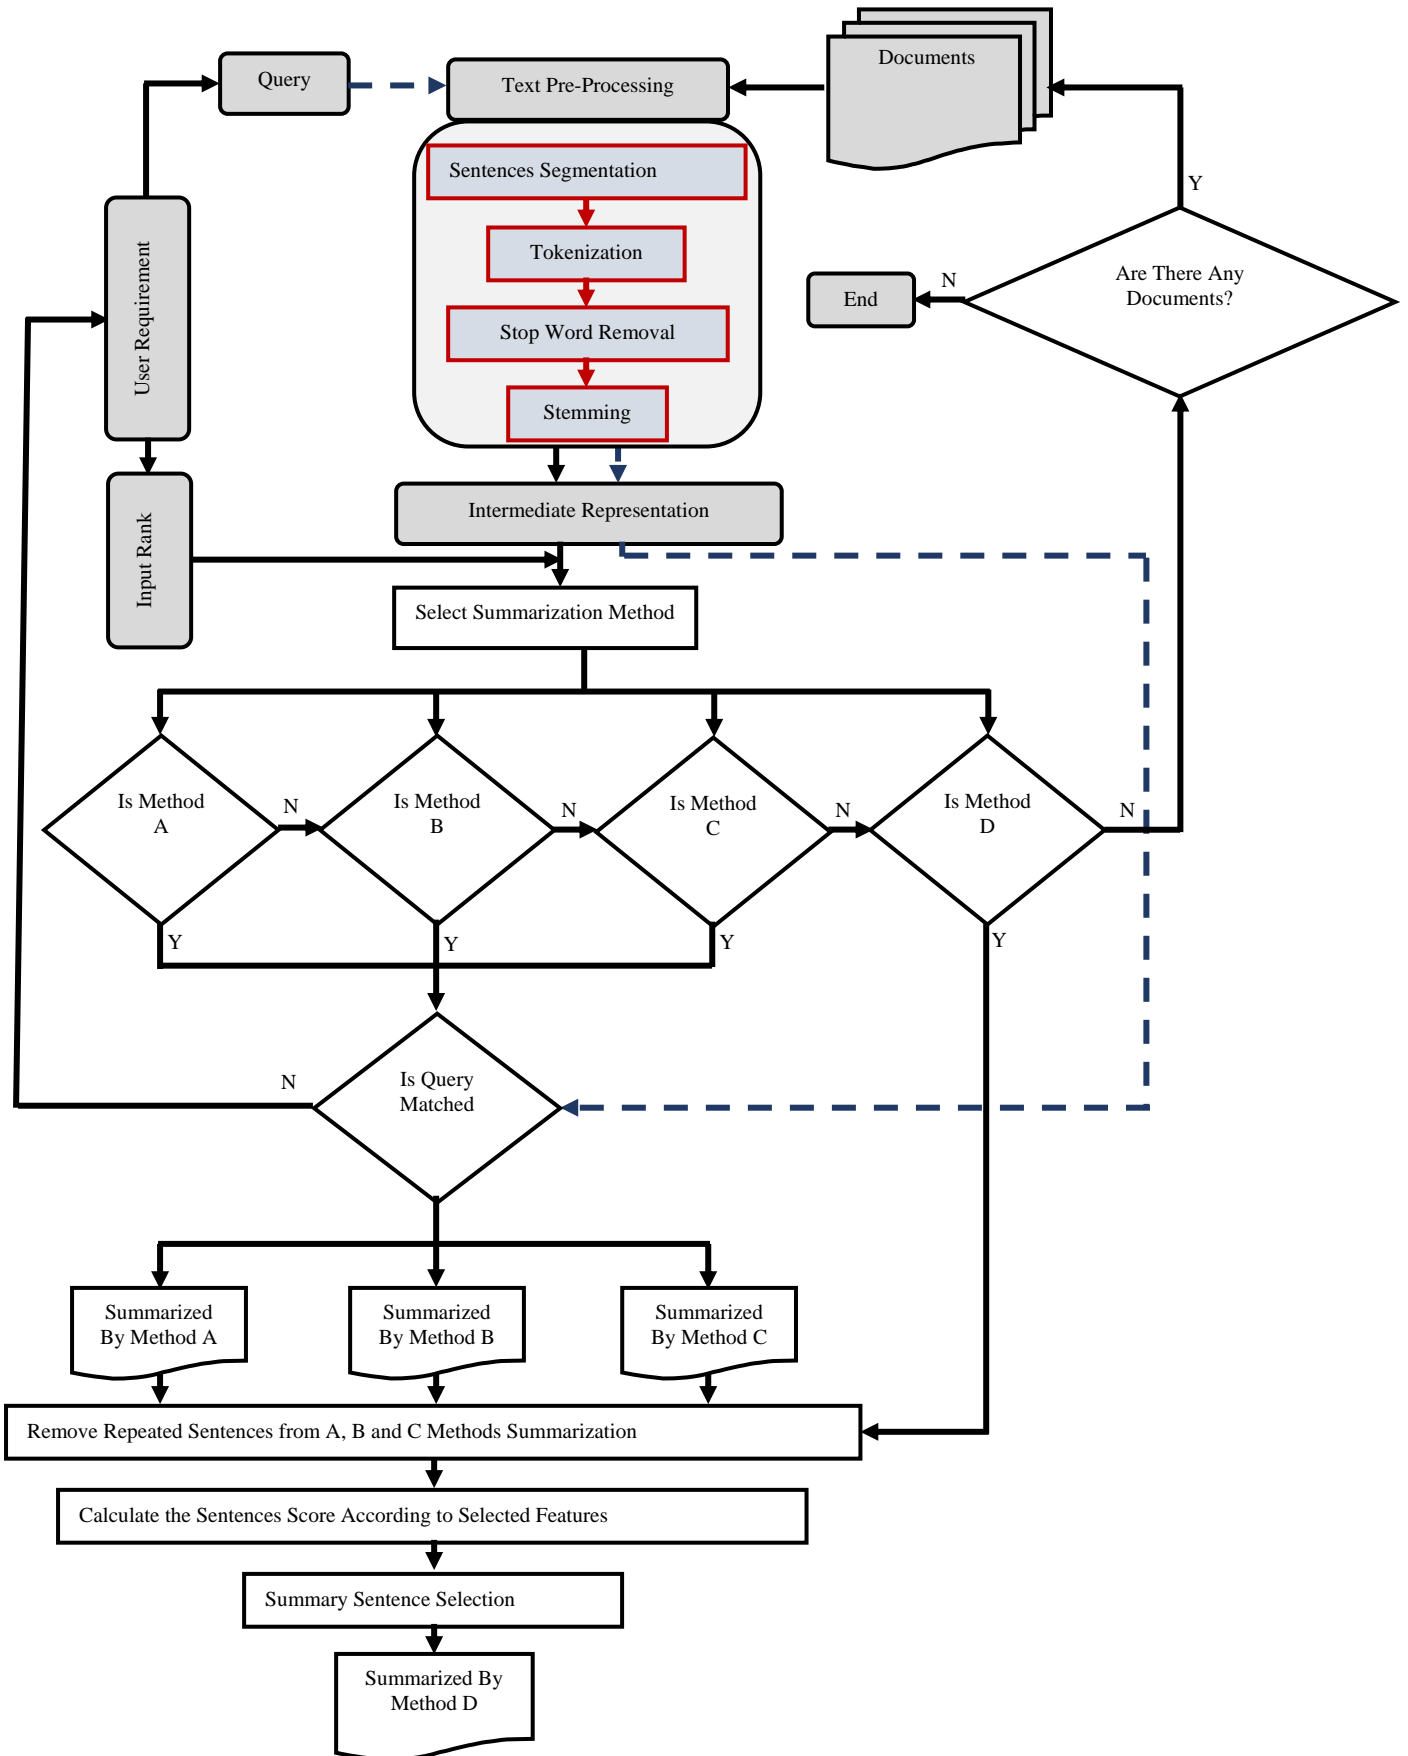 Documents
Query
Text Pre-Processing
Sentences Segmentation
Y
User Requirement
Tokenization
Are There Any
Documents?
N
End
Stop Word Removal
Stemming
Input Rank
Intermediate Representation
Select Summarization Method
Is Method
A
N
Is Method
B
N
Is Method
C
N
Is Method
D
N
Y
Y
Y
Y
N
Is Query
Matched
Summarized
By Method A
Summarized
By Method B
Summarized
By Method C
Remove Repeated Sentences from A, B and C Methods Summarization
Calculate the Sentences Score According to Selected Features
Summary Sentence Selection
Summarized By
Method D